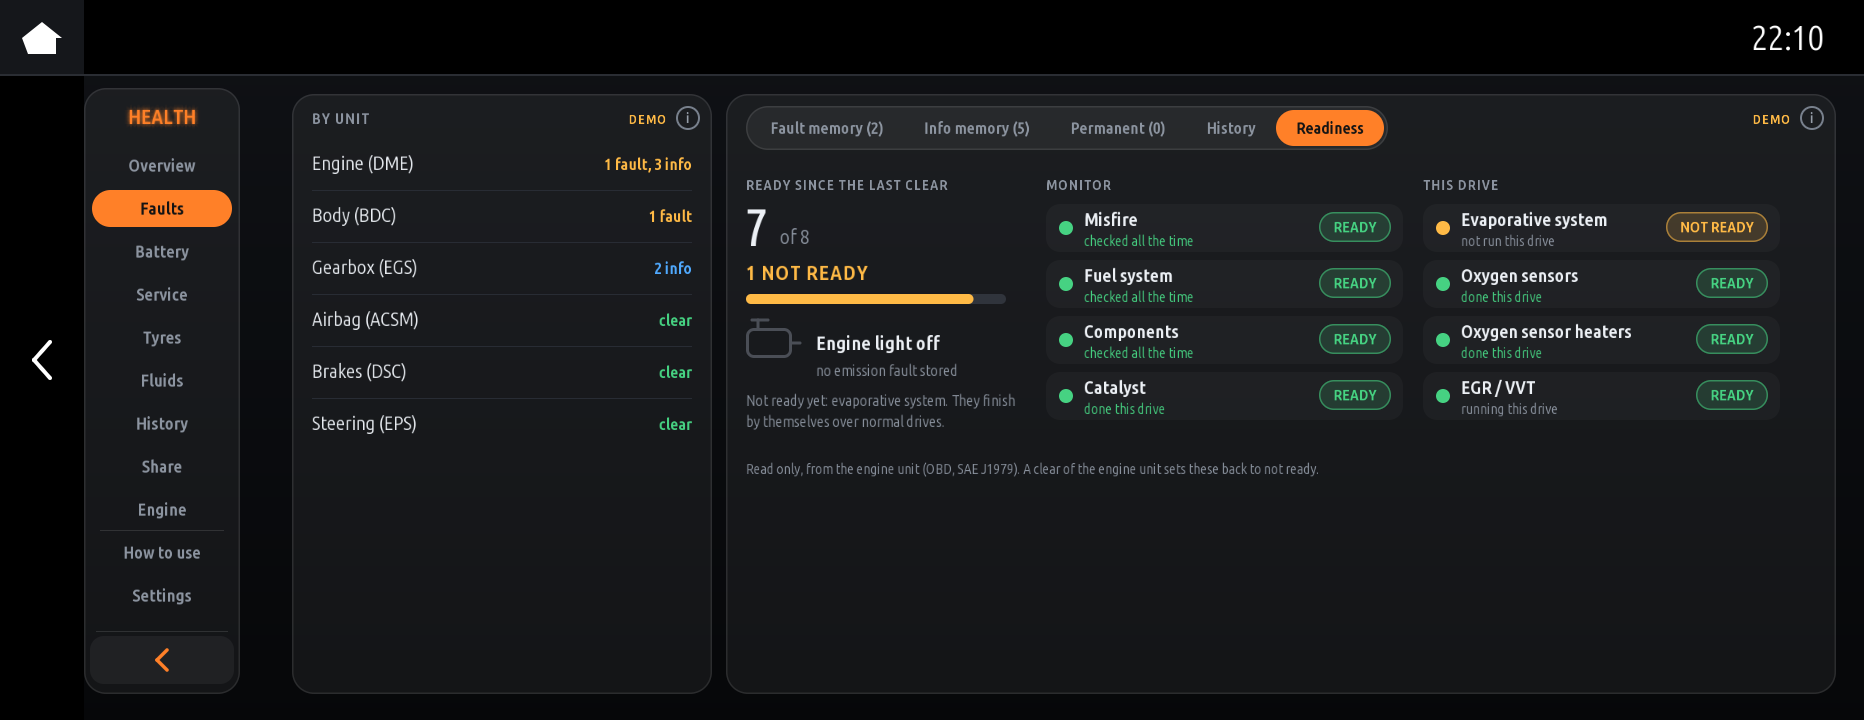 22:10
HEALTH
Overview
Faults
Battery
Service
Tyres
Fluids
History
Share
Engine
How to use
Settings
BY UNIT
DEMO
i
Engine (DME)
1 fault, 3 info
Body (BDC)
1 fault
Gearbox (EGS)
2 info
Airbag (ACSM)
clear
Brakes (DSC)
clear
Steering (EPS)
clear
Fault memory (2)
Info memory (5)
Permanent (0)
History
Readiness
DEMO
i
READY SINCE THE LAST CLEAR
7 of 8
1 NOT READY
Engine light off
no emission fault stored
Not ready yet: evaporative system. They finish
by themselves over normal drives.
MONITOR
Misfire
checked all the time
READY
Fuel system
checked all the time
READY
Components
checked all the time
READY
Catalyst
done this drive
READY
THIS DRIVE
Evaporative system
not run this drive
NOT READY
Oxygen sensors
done this drive
READY
Oxygen sensor heaters
done this drive
READY
EGR / VVT
running this drive
READY
Read only, from the engine unit (OBD, SAE J1979). A clear of the engine unit sets these back to not ready.